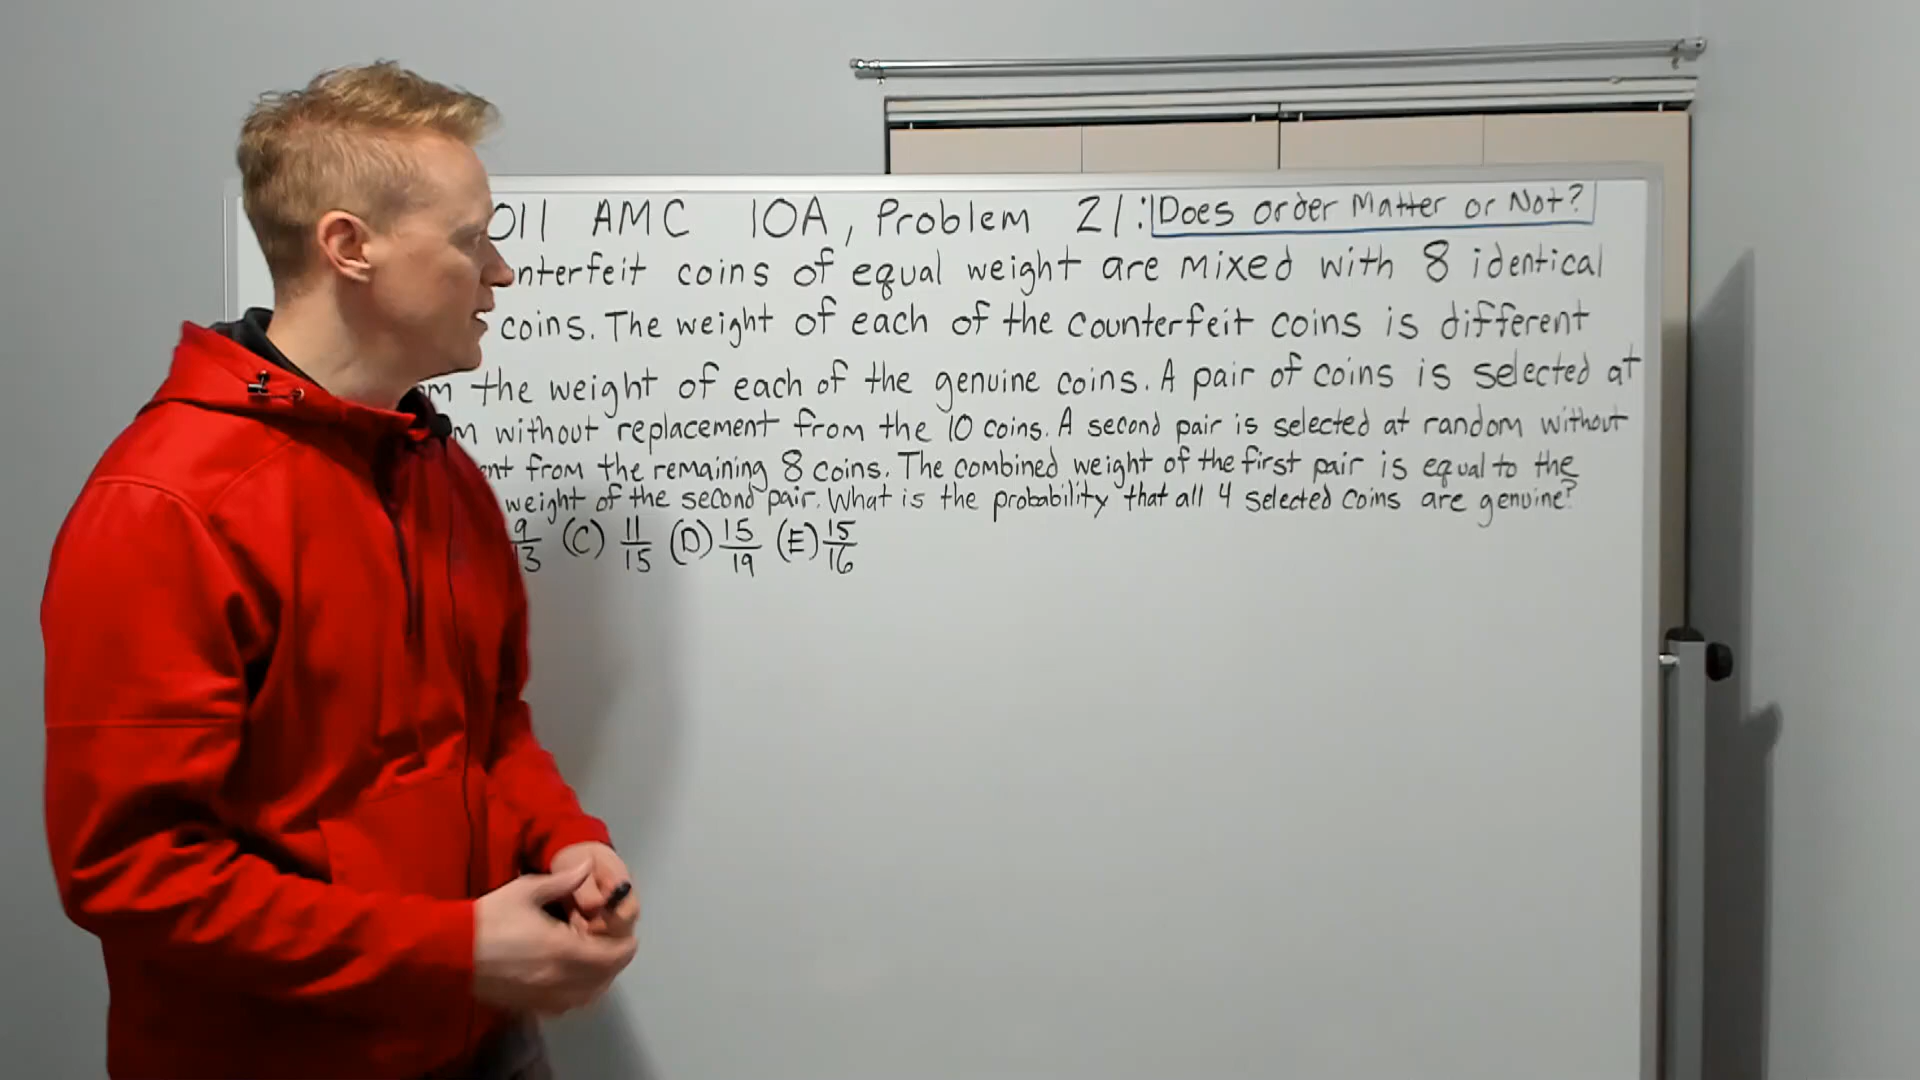 011 AMC 10A, Problem 21: Does order Matter or Not?
nterfeit coins of equal weight are mixed with 8 identical
coins. The weight of each of the counterfeit coins is different
m the weight of each of the genuine coins. A pair of coins is selected at
m without replacement from the 10 coins. A second pair is selected at random without
ent from the remaining 8 coins. The combined weight of the first pair is equal to the
weight of the second pair. What is the probability that all 4 selected coins are genuine?
9/13 (C) 11/15 (D) 15/19 (E) 15/16